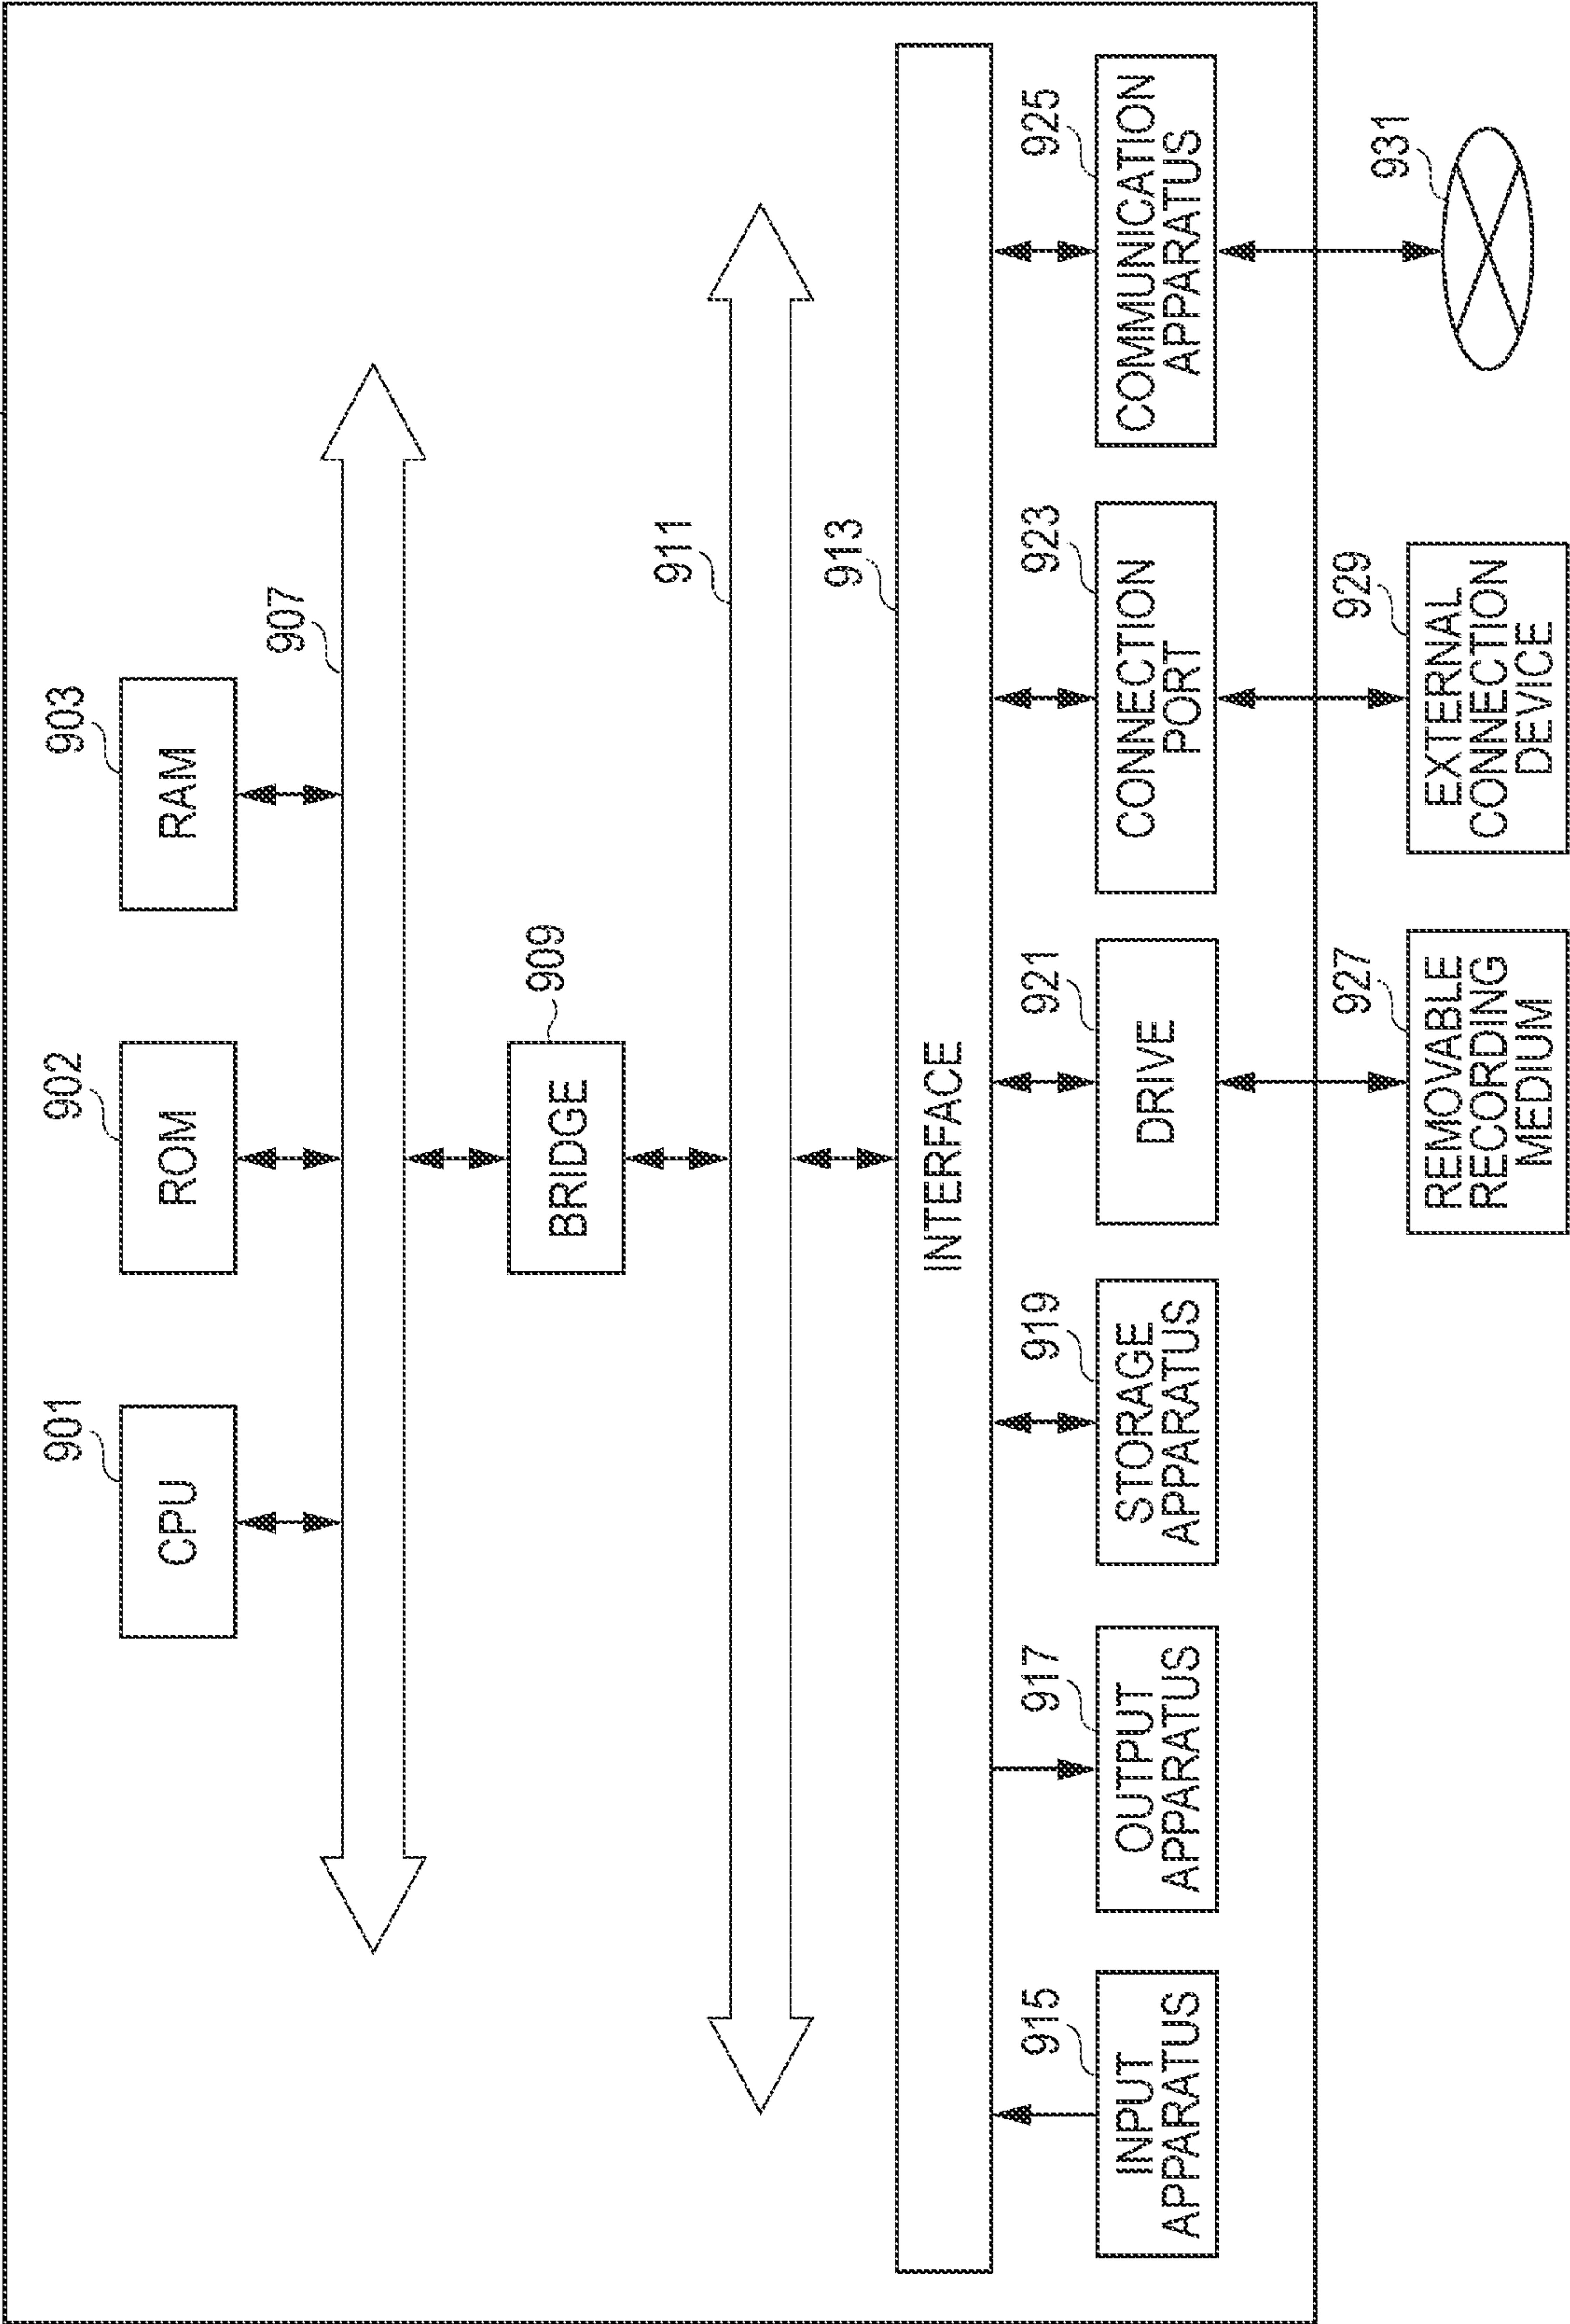 901
CPU
902
ROM
903
RAM
907
909
BRIDGE
911
913
INTERFACE
915
INPUT
APPARATUS
917
OUTPUT
APPARATUS
919
STORAGE
APPARATUS
921
DRIVE
923
CONNECTION
PORT
925
COMMUNICATION
APPARATUS
927
REMOVABLE
RECORDING
MEDIUM
929
EXTERNAL
CONNECTION
DEVICE
931